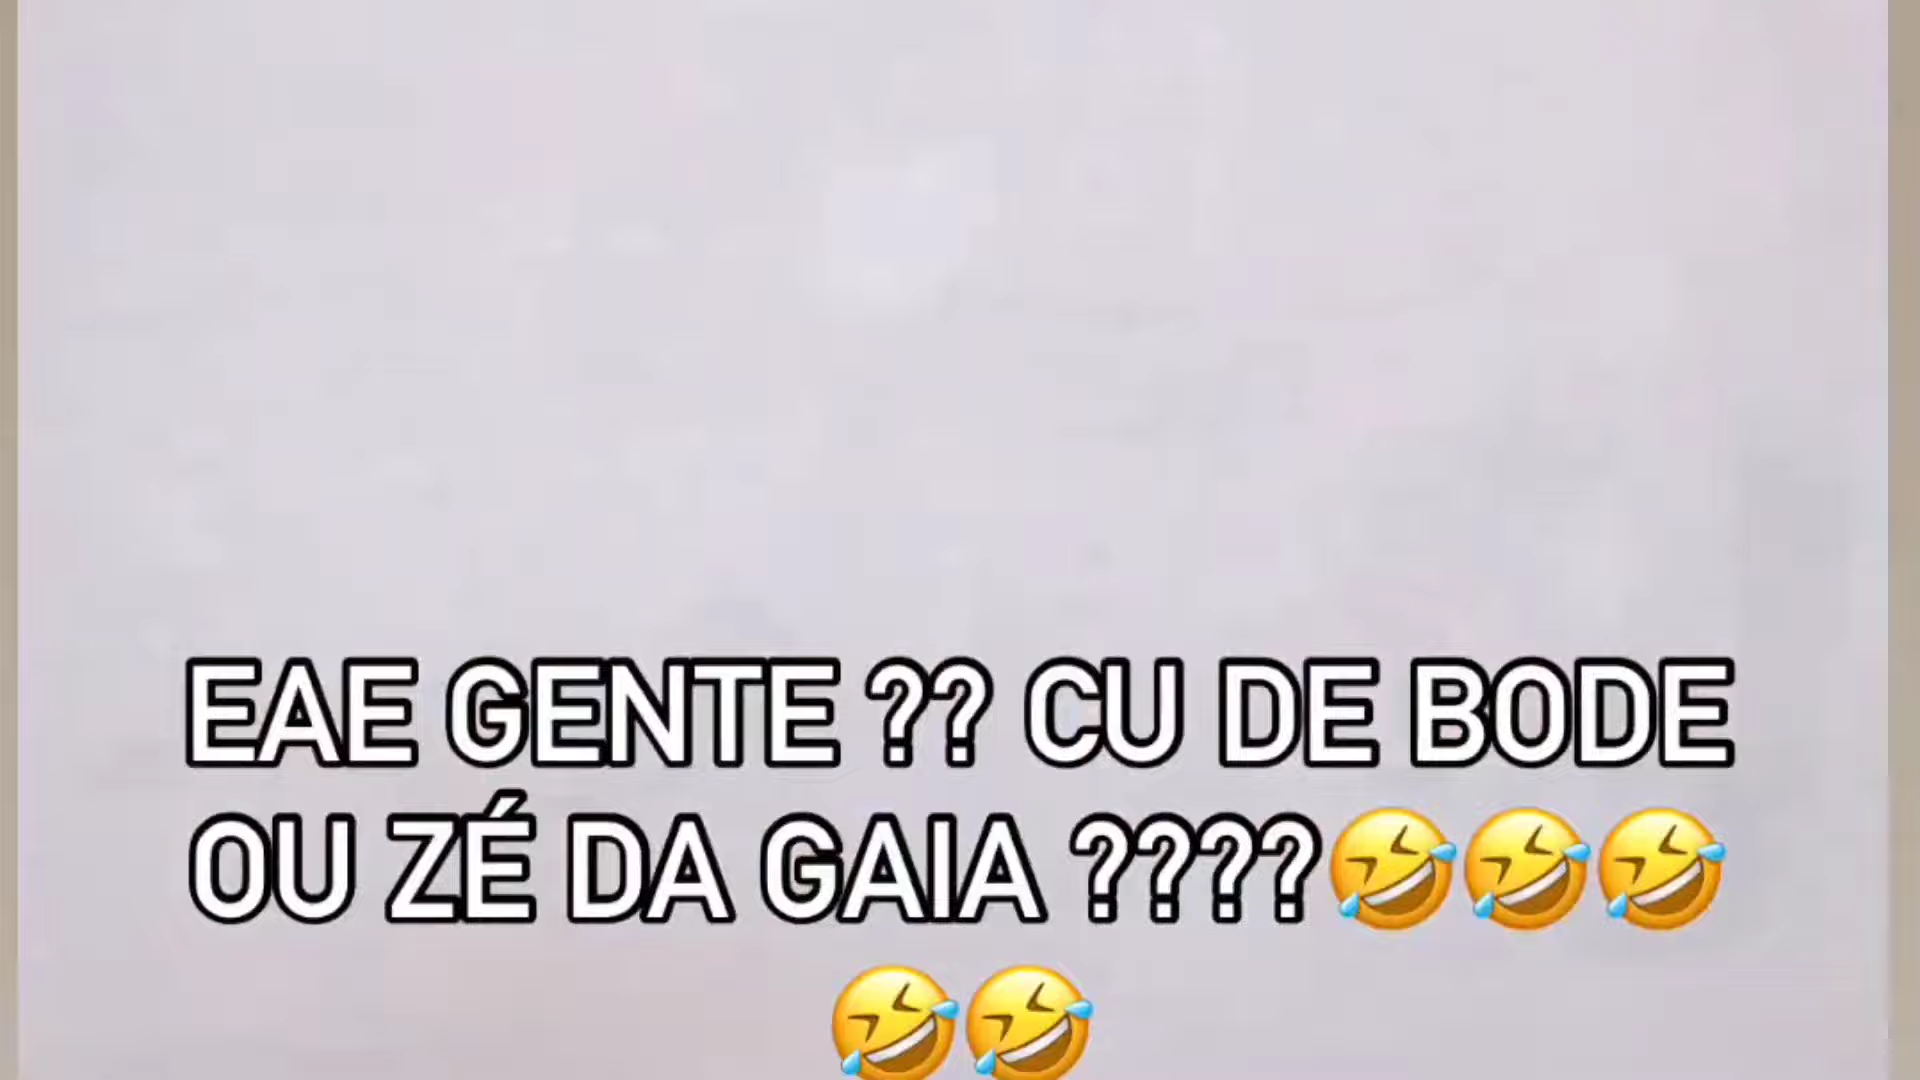 EAE GENTE ?? CU DE BODE
OU ZÉ DA GAIA ????🤣🤣🤣
🤣🤣